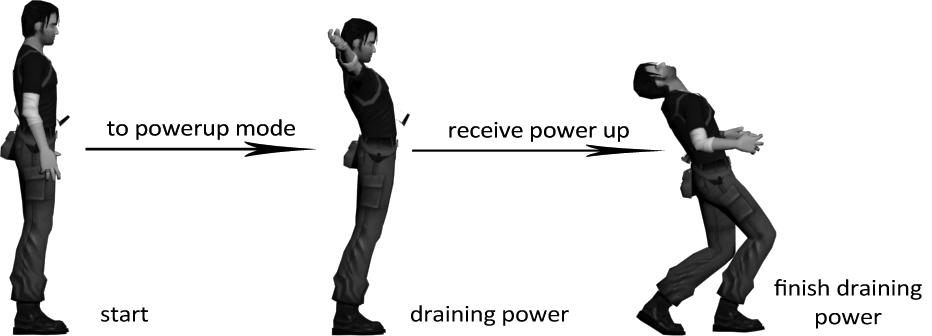 to powerup mode
receive power up
start
draining power
finish draining
power